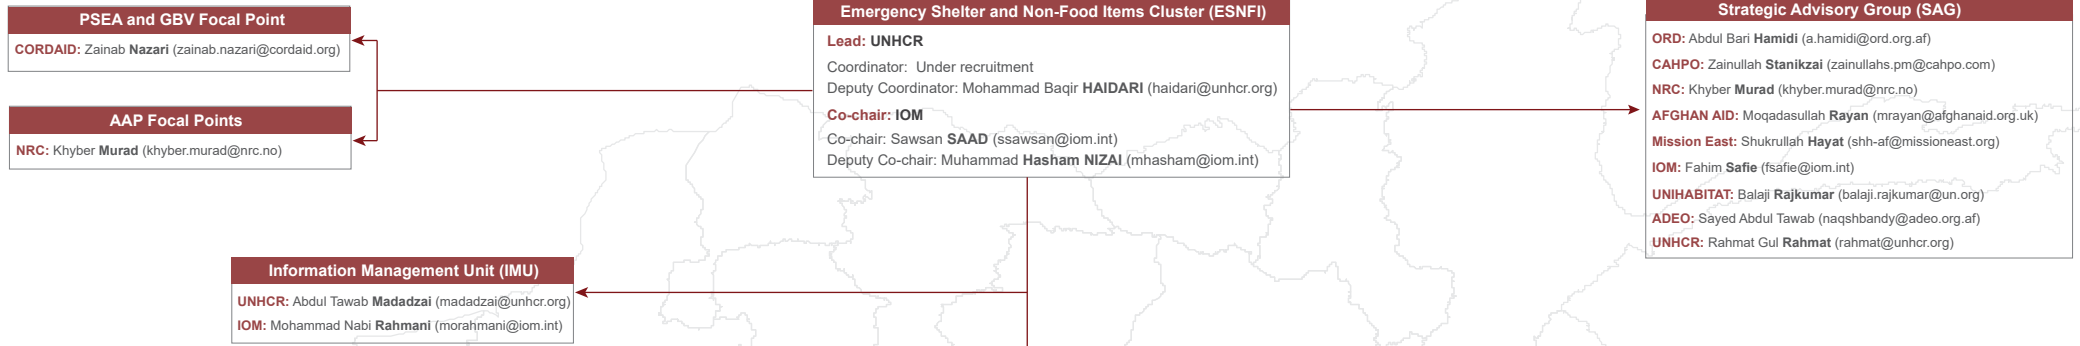 PSEA and GBV Focal Point
CORDAID: Zainab Nazari (zainab.nazari@cordaid.org)
AAP Focal Points
NRC: Khyber Murad (khyber.murad@nrc.no)
Emergency Shelter and Non-Food Items Cluster (ESNFI)
Lead: UNHCR
Coordinator: Under recruitment
Deputy Coordinator: Mohammad Baqir HAIDARI (haidari@unhcr.org)
Co-chair: IOM
Co-chair: Sawsan SAAD (ssawsan@iom.int)
Deputy Co-chair: Muhammad Hasham NIZAI (mhasham@iom.int)
Strategic Advisory Group (SAG)
ORD: Abdul Bari Hamidi (a.hamidi@ord.org.af)
CAHPO: Zainullah Stanikzai (zainullahs.pm@cahpo.com)
NRC: Khyber Murad (khyber.murad@nrc.no)
AFGHAN AID: Moqadasullah Rayan (mrayan@afghanaid.org.uk)
Mission East: Shukrullah Hayat (shh-af@missioneast.org)
IOM: Fahim Safie (fsafie@iom.int)
UNIHABITAT: Balaji Rajkumar (balaji.rajkumar@un.org)
ADEO: Sayed Abdul Tawab (naqshbandy@adeo.org.af)
UNHCR: Rahmat Gul Rahmat (rahmat@unhcr.org)
Information Management Unit (IMU)
UNHCR: Abdul Tawab Madadzai (madadzai@unhcr.org)
IOM: Mohammad Nabi Rahmani (morahmani@iom.int)